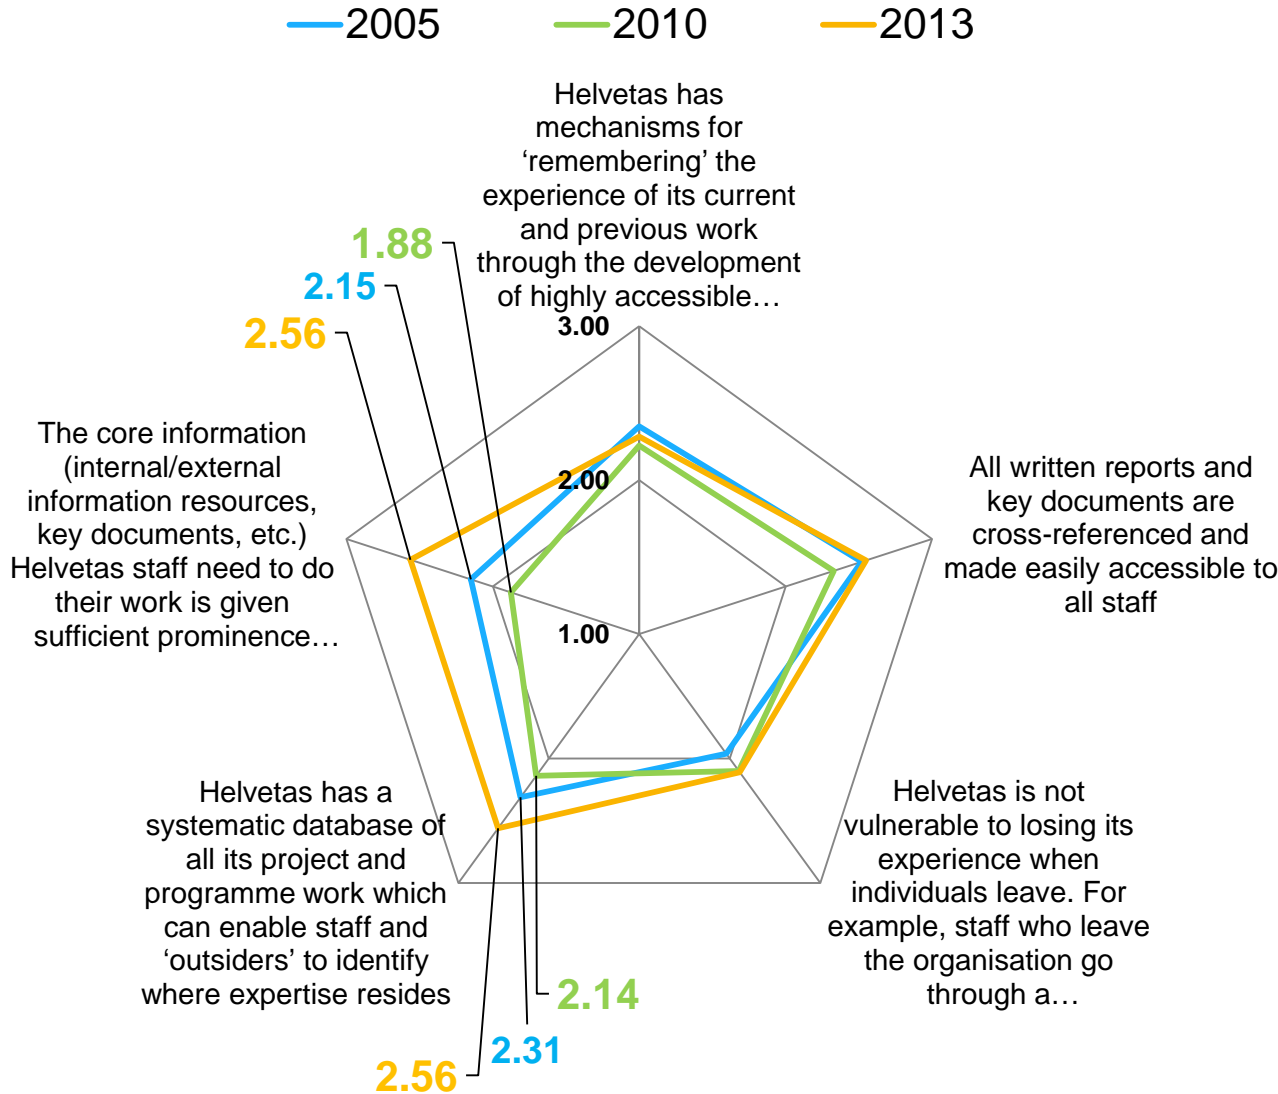 2005 2010 2013
Helvetas has
mechanisms for
‘remembering’ the
experience of its current
and previous work
through the development
of highly accessible…
1.88
2.15
2.56
3.00
2.00
1.00
The core information
(internal/external
information resources,
key documents, etc.)
Helvetas staff need to do
their work is given
sufficient prominence…
All written reports and
key documents are
cross-referenced and
made easily accessible to
all staff
Helvetas has a
systematic database of
all its project and
programme work which
can enable staff and
‘outsiders’ to identify
where expertise resides
Helvetas is not
vulnerable to losing its
experience when
individuals leave. For
example, staff who leave
the organisation go
through a…
2.14
2.31
2.56